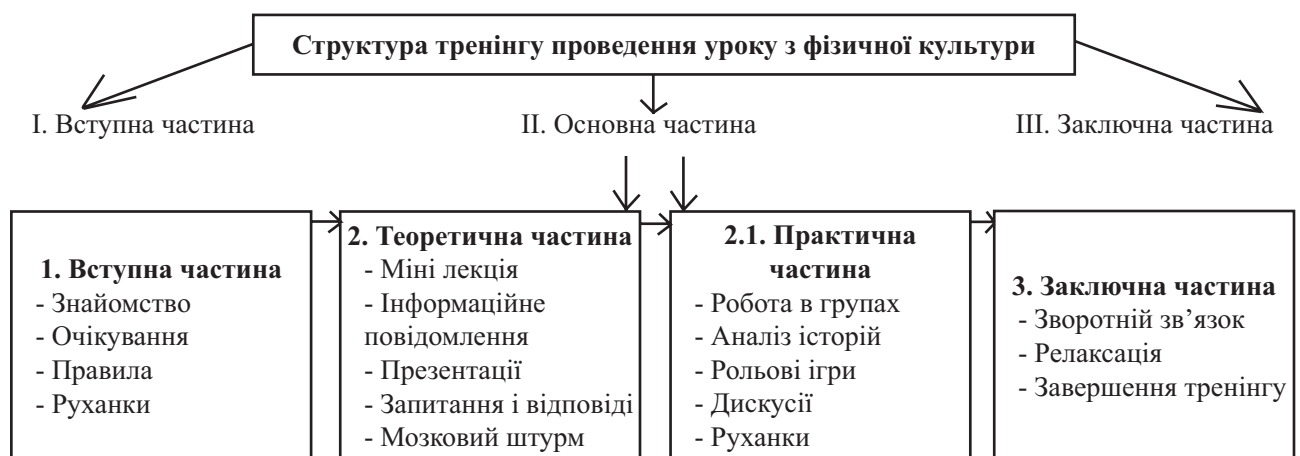 Структура тренінгу проведення уроку з фізичної культури
І. Вступна частина
ІІ. Основна частина
ІІІ. Заключна частина
1. Вступна частина
- Знайомство
- Очікування
- Правила
- Руханки
2. Теоретична частина
- Міні лекція
- Інформаційне
повідомлення
- Презентації
- Запитання і відповіді
- Мозковий штурм
2.1. Практична
частина
- Робота в групах
- Аналіз історій
- Рольові ігри
- Дискусії
- Руханки
3. Заключна частина
- Зворотній зв’язок
- Релаксація
- Завершення тренінгу